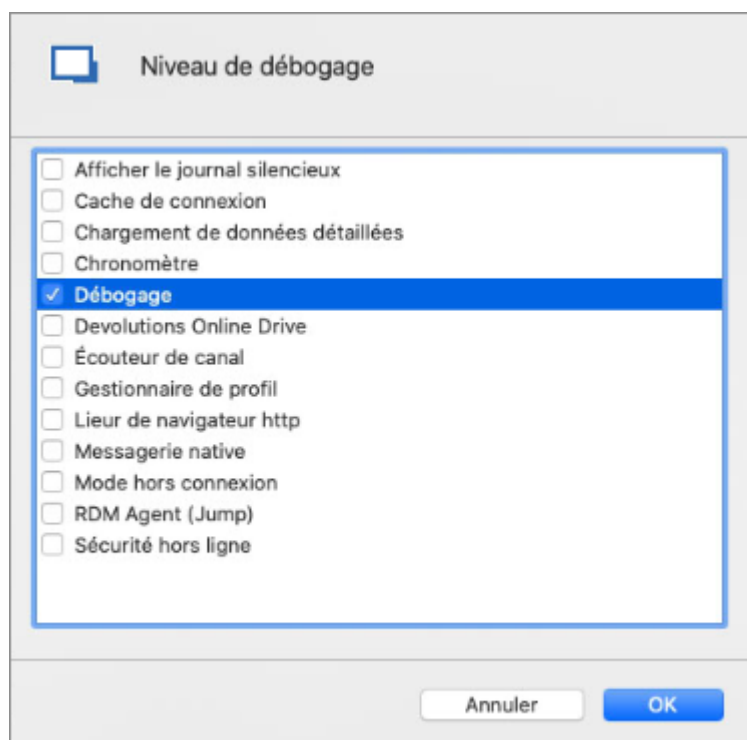 Niveau de débogage
Afficher le journal silencieux
Cache de connexion
Chargement de données détaillées
Chronomètre
Débogage
Devolutions Online Drive
Écouteur de canal
Gestionnaire de profil
Lieur de navigateur http
Messagerie native
Mode hors connexion
RDM Agent (Jump)
Sécurité hors ligne
Annuler OK